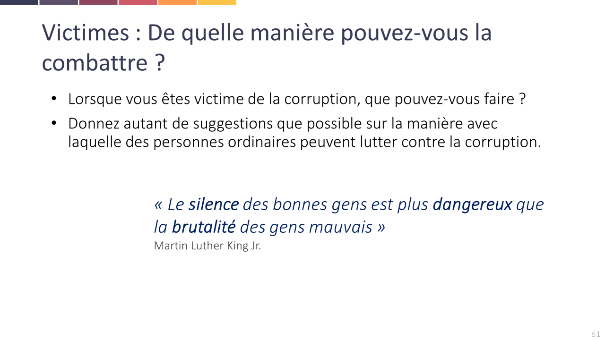 Victimes : De quelle manière pouvez-vous la
combattre ?
• Lorsque vous êtes victime de la corruption, que pouvez-vous faire ?
• Donnez autant de suggestions que possible sur la manière avec
laquelle des personnes ordinaires peuvent lutter contre la corruption.
« Le silence des bonnes gens est plus dangereux que
la brutalité des gens mauvais »
Martin Luther King Jr.
61